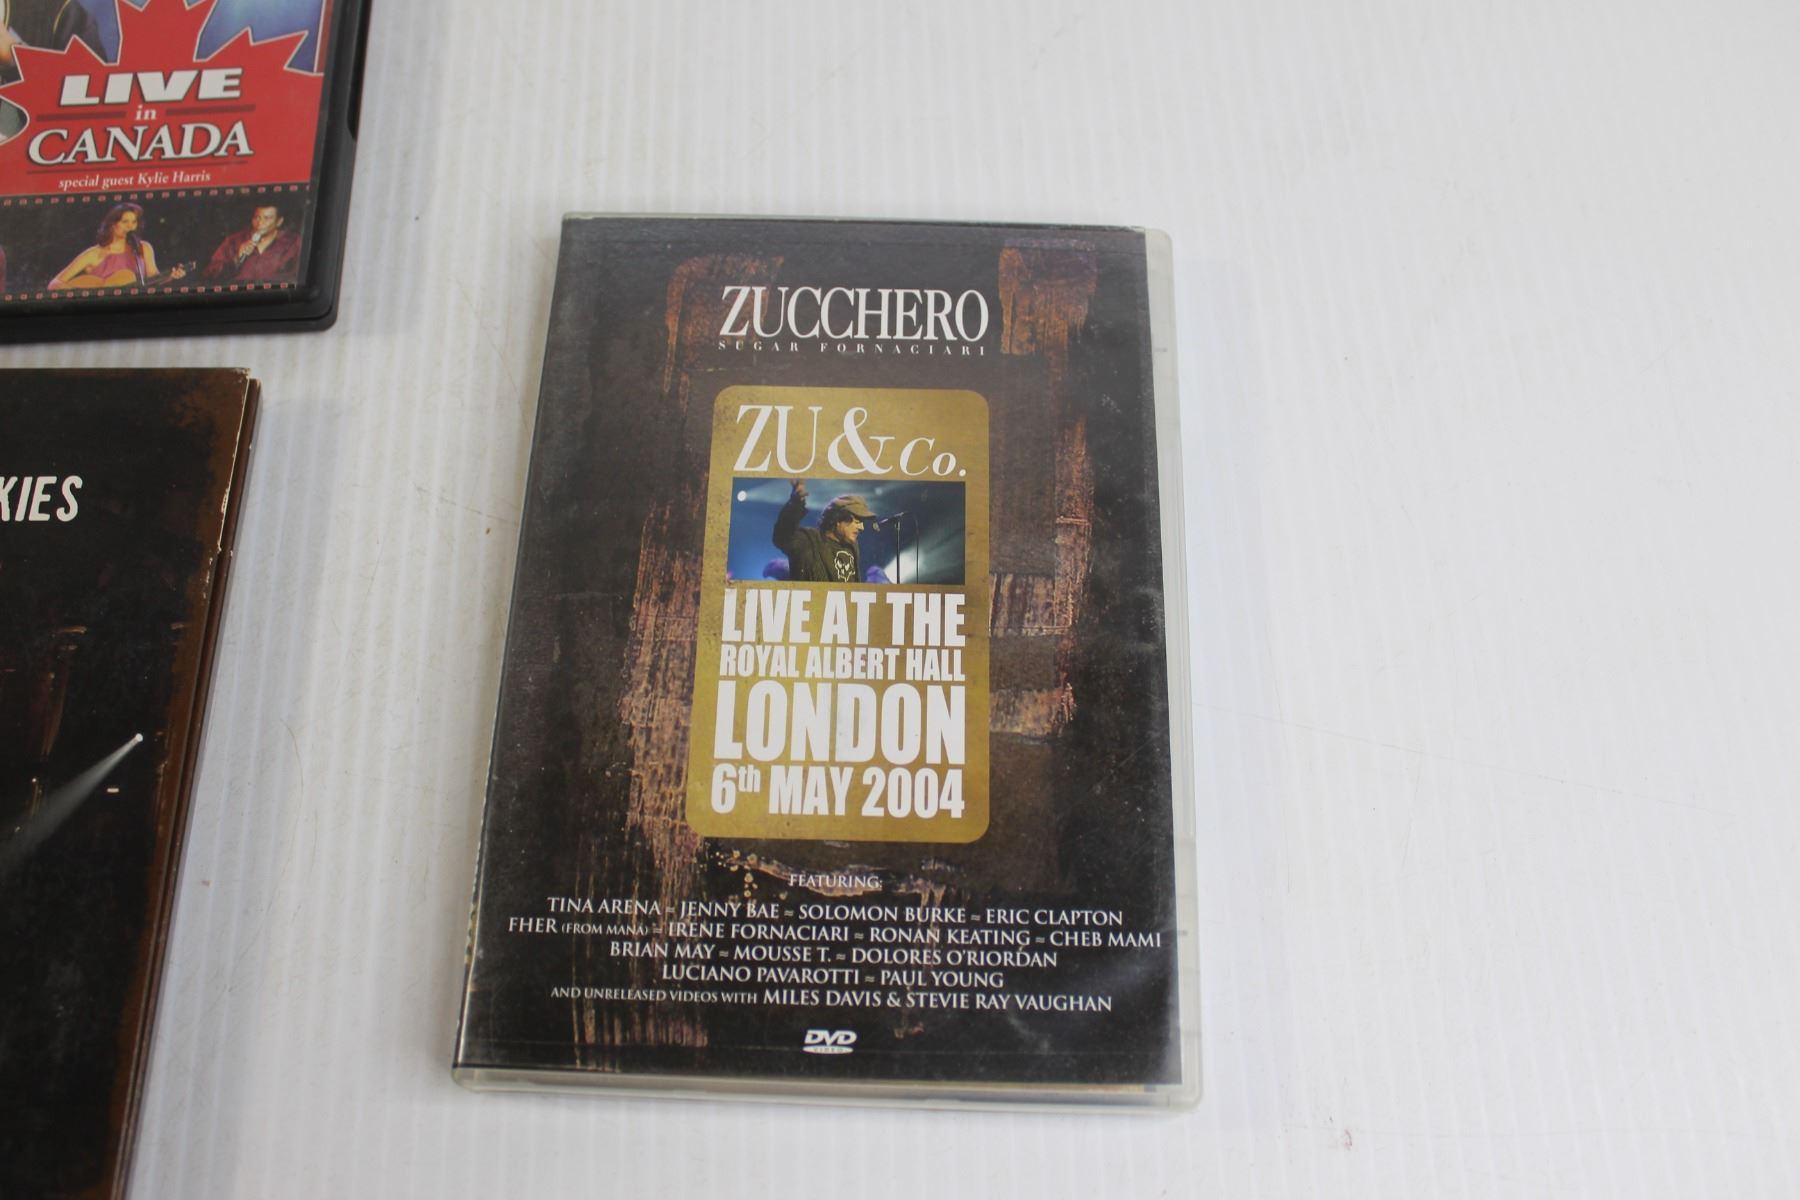 LIVE
in
CANADA
special guest Kylie Harris
KIES
ZUCCHERO
SUGAR FORNACIARI
ZU & Co.
LIVE AT THE
ROYAL ALBERT HALL
LONDON
6th MAY 2004
FEATURING:
TINA ARENA ≈ JENNY BAE ≈ SOLOMON BURKE ≈ ERIC CLAPTON
FHER (FROM MANA) ≈ IRENE FORNACIARI ≈ RONAN KEATING ≈ CHEB MAMI
BRIAN MAY ≈ MOUSSE T. ≈ DOLORES O'RIORDAN
LUCIANO PAVAROTTI ≈ PAUL YOUNG
AND UNRELEASED VIDEOS WITH MILES DAVIS & STEVIE RAY VAUGHAN
DVD
VIDEO